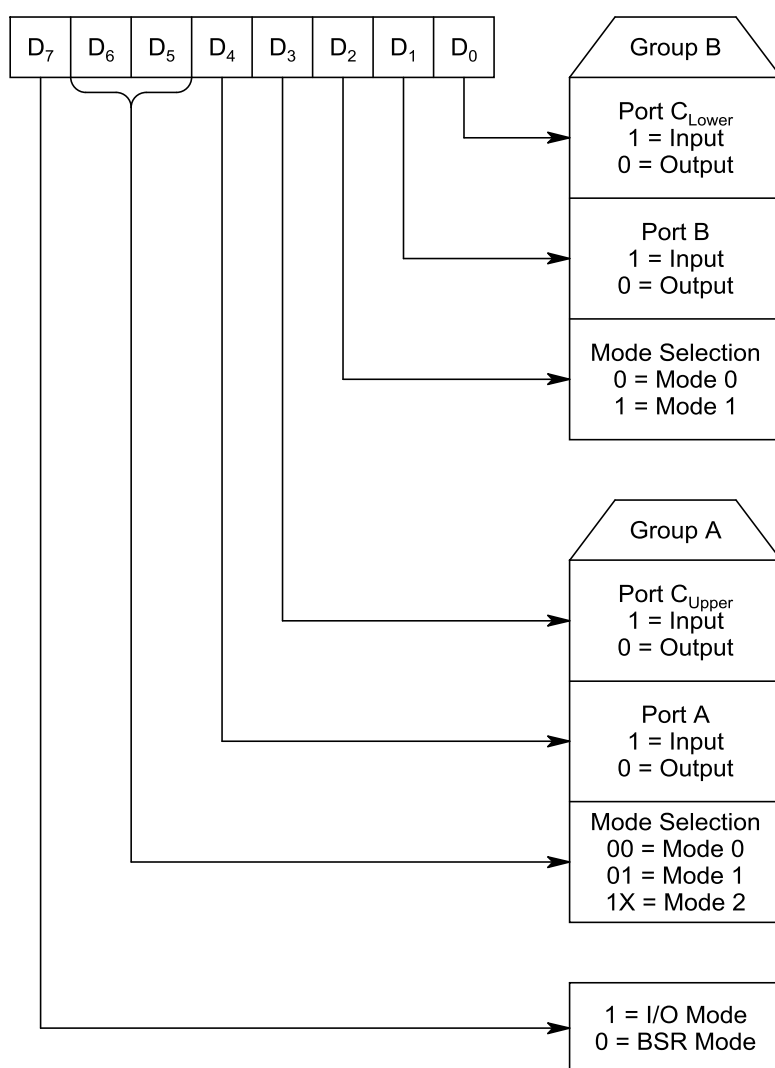 D7 D6 D5 D4 D3 D2 D1 D0
Group B
Port CLower
1 = Input
0 = Output
Port B
1 = Input
0 = Output
Mode Selection
0 = Mode 0
1 = Mode 1
Group A
Port CUpper
1 = Input
0 = Output
Port A
1 = Input
0 = Output
Mode Selection
00 = Mode 0
01 = Mode 1
1X = Mode 2
1 = I/O Mode
0 = BSR Mode